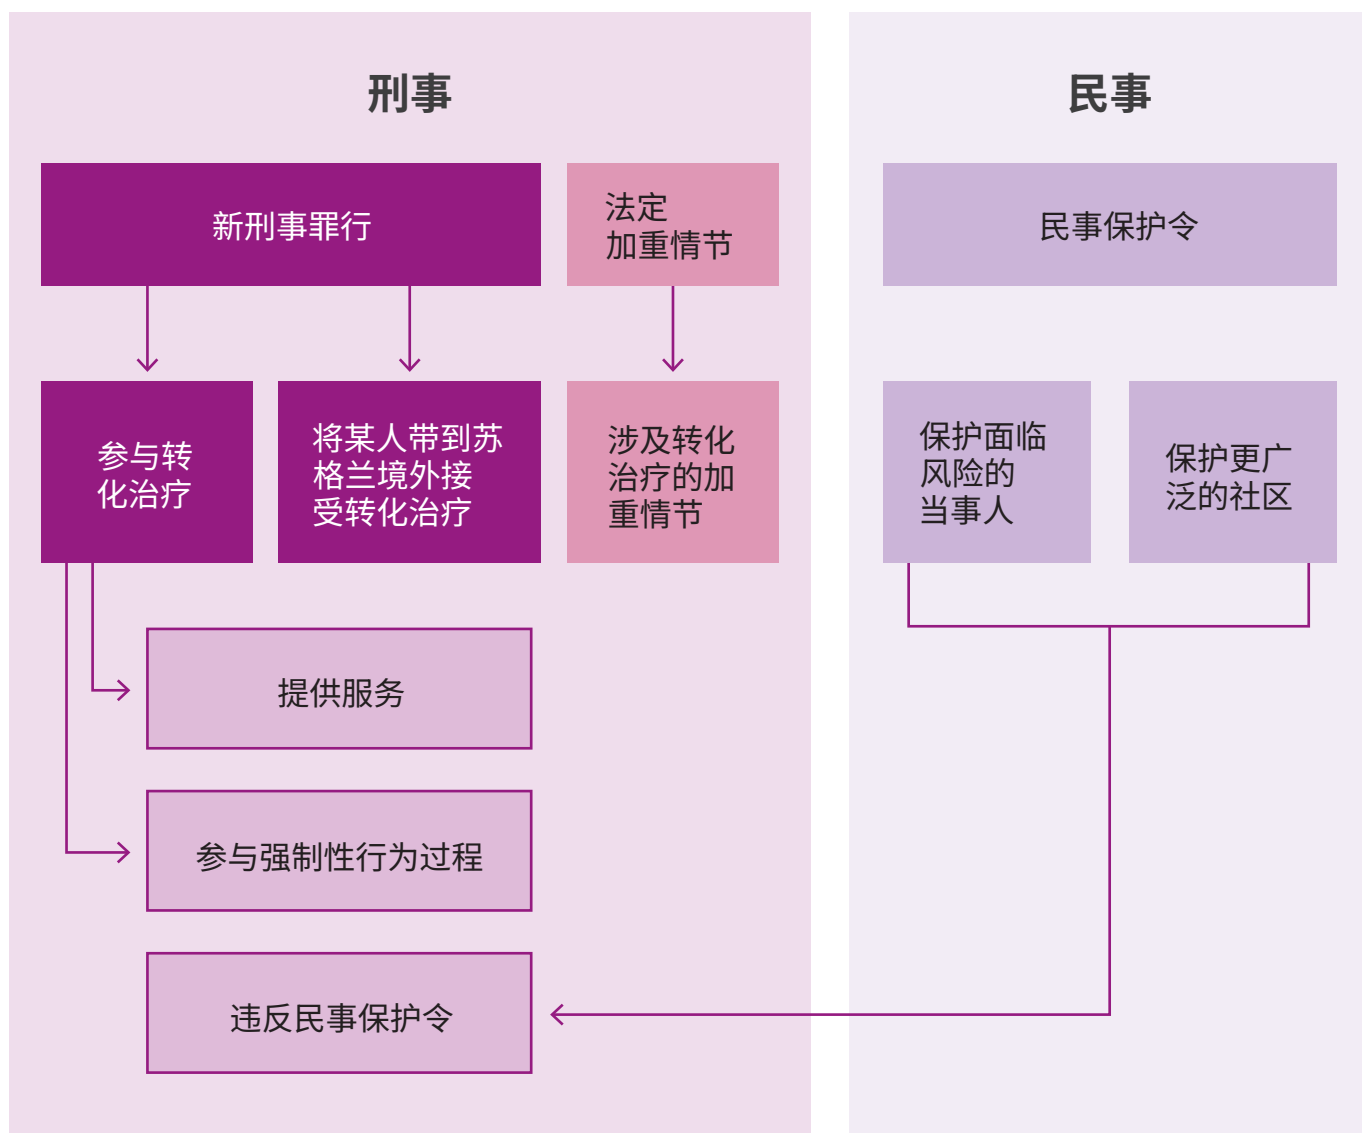 刑事
新刑事罪行
法定
加重情节
参与转
化治疗
将某人带到苏
格兰境外接
受转化治疗
涉及转化
治疗的加
重情节
提供服务
参与强制性行为过程
违反民事保护令
民事
民事保护令
保护面临
风险的
当事人
保护更广
泛的社区